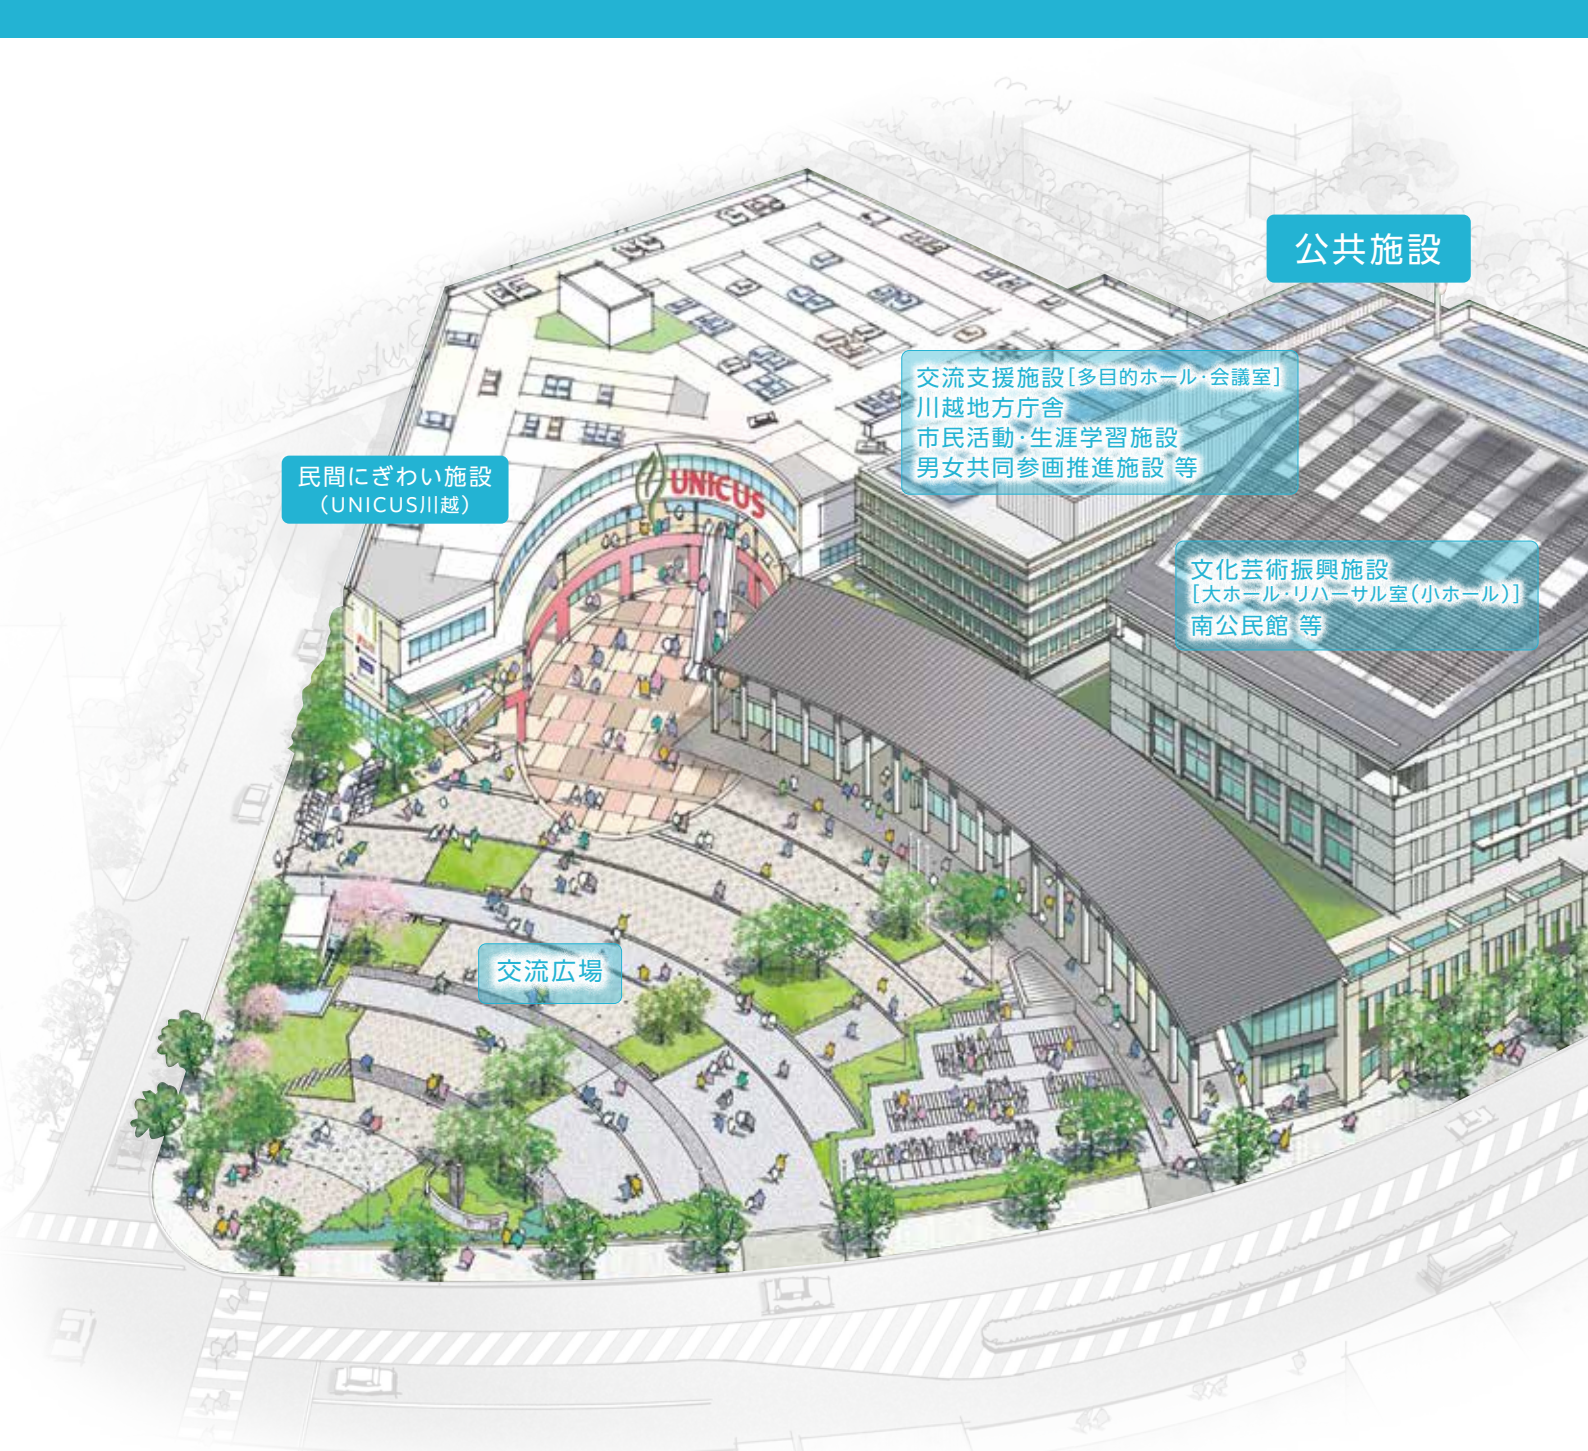 公共施設
交流支援施設[多目的ホール・会議室]
川越地方庁舎
市民活動・生涯学習施設
男女共同参画推進施設 等
民間にぎわい施設
（UNICUS川越）
UNICUS
文化芸術振興施設
[大ホール・リハーサル室（小ホール）]
南公民館 等
交流広場